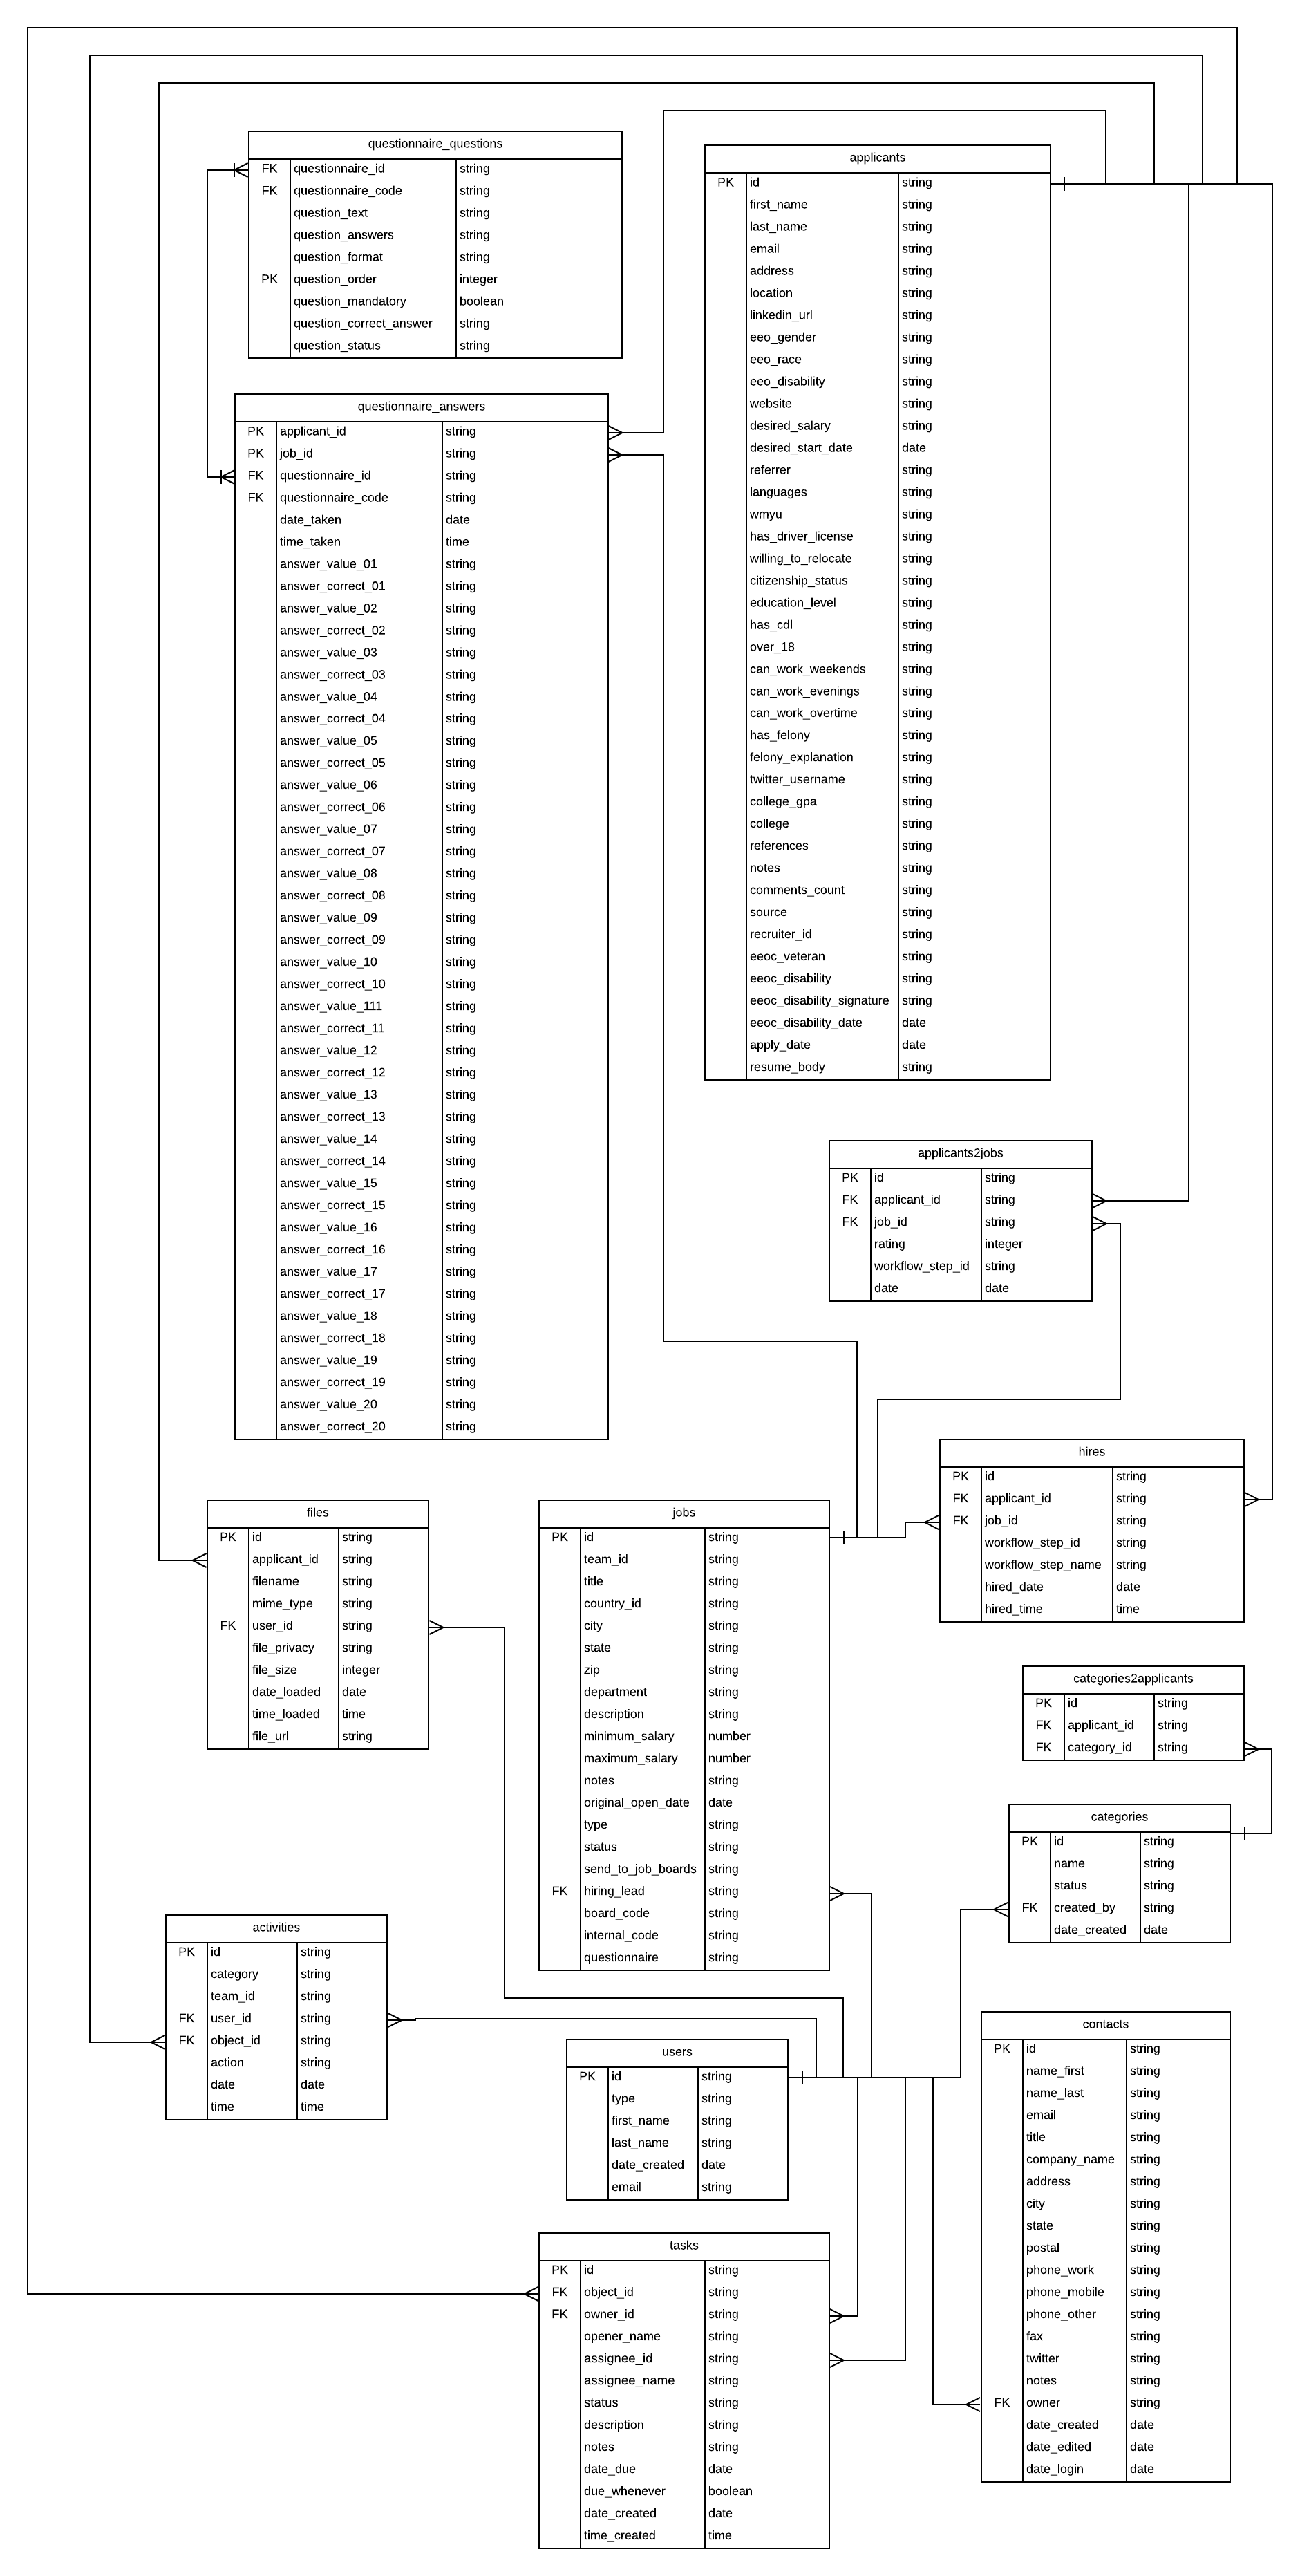 questionnaire_questions
FK questionnaire_id string
FK questionnaire_code string
question_text string
question_answers string
question_format string
PK question_order integer
question_mandatory boolean
question_correct_answer string
question_status string
applicants
PK id string
first_name string
last_name string
email string
address string
location string
linkedin_url string
eeo_gender string
eeo_race string
eeo_disability string
website string
desired_salary string
desired_start_date date
referrer string
languages string
wmyu string
has_driver_license string
willing_to_relocate string
citizenship_status string
education_level string
has_cdl string
over_18 string
can_work_weekends string
can_work_evenings string
can_work_overtime string
has_felony string
felony_explanation string
twitter_username string
college_gpa string
college string
references string
notes string
comments_count string
source string
recruiter_id string
eeoc_veteran string
eeoc_disability string
eeoc_disability_signature string
eeoc_disability_date date
apply_date date
resume_body string
questionnaire_answers
PK applicant_id string
PK job_id string
FK questionnaire_id string
FK questionnaire_code string
date_taken date
time_taken time
answer_value_01 string
answer_correct_01 string
answer_value_02 string
answer_correct_02 string
answer_value_03 string
answer_correct_03 string
answer_value_04 string
answer_correct_04 string
answer_value_05 string
answer_correct_05 string
answer_value_06 string
answer_correct_06 string
answer_value_07 string
answer_correct_07 string
answer_value_08 string
answer_correct_08 string
answer_value_09 string
answer_correct_09 string
answer_value_10 string
answer_correct_10 string
answer_value_111 string
answer_correct_11 string
answer_value_12 string
answer_correct_12 string
answer_value_13 string
answer_correct_13 string
answer_value_14 string
answer_correct_14 string
answer_value_15 string
answer_correct_15 string
answer_value_16 string
answer_correct_16 string
answer_value_17 string
answer_correct_17 string
answer_value_18 string
answer_correct_18 string
answer_value_19 string
answer_correct_19 string
answer_value_20 string
answer_correct_20 string
applicants2jobs
PK id string
FK applicant_id string
FK job_id string
rating integer
workflow_step_id string
date date
hires
PK id string
FK applicant_id string
FK job_id string
workflow_step_id string
workflow_step_name string
hired_date date
hired_time time
files
PK id string
applicant_id string
filename string
mime_type string
FK user_id string
file_privacy string
file_size integer
date_loaded date
time_loaded time
file_url string
jobs
PK id string
team_id string
title string
country_id string
city string
state string
zip string
department string
description string
minimum_salary number
maximum_salary number
notes string
original_open_date date
type string
status string
send_to_job_boards string
FK hiring_lead string
board_code string
internal_code string
questionnaire string
categories2applicants
PK id string
FK applicant_id string
FK category_id string
categories
PK id string
name string
status string
FK created_by string
date_created date
activities
PK id string
category string
team_id string
FK user_id string
FK object_id string
action string
date date
time time
users
PK id string
type string
first_name string
last_name string
date_created date
email string
contacts
PK id string
name_first string
name_last string
email string
title string
company_name string
address string
city string
state string
postal string
phone_work string
phone_mobile string
phone_other string
fax string
twitter string
notes string
FK owner string
date_created date
date_edited date
date_login date
tasks
PK id string
FK object_id string
FK owner_id string
opener_name string
assignee_id string
assignee_name string
status string
description string
notes string
date_due date
due_whenever boolean
date_created date
time_created time